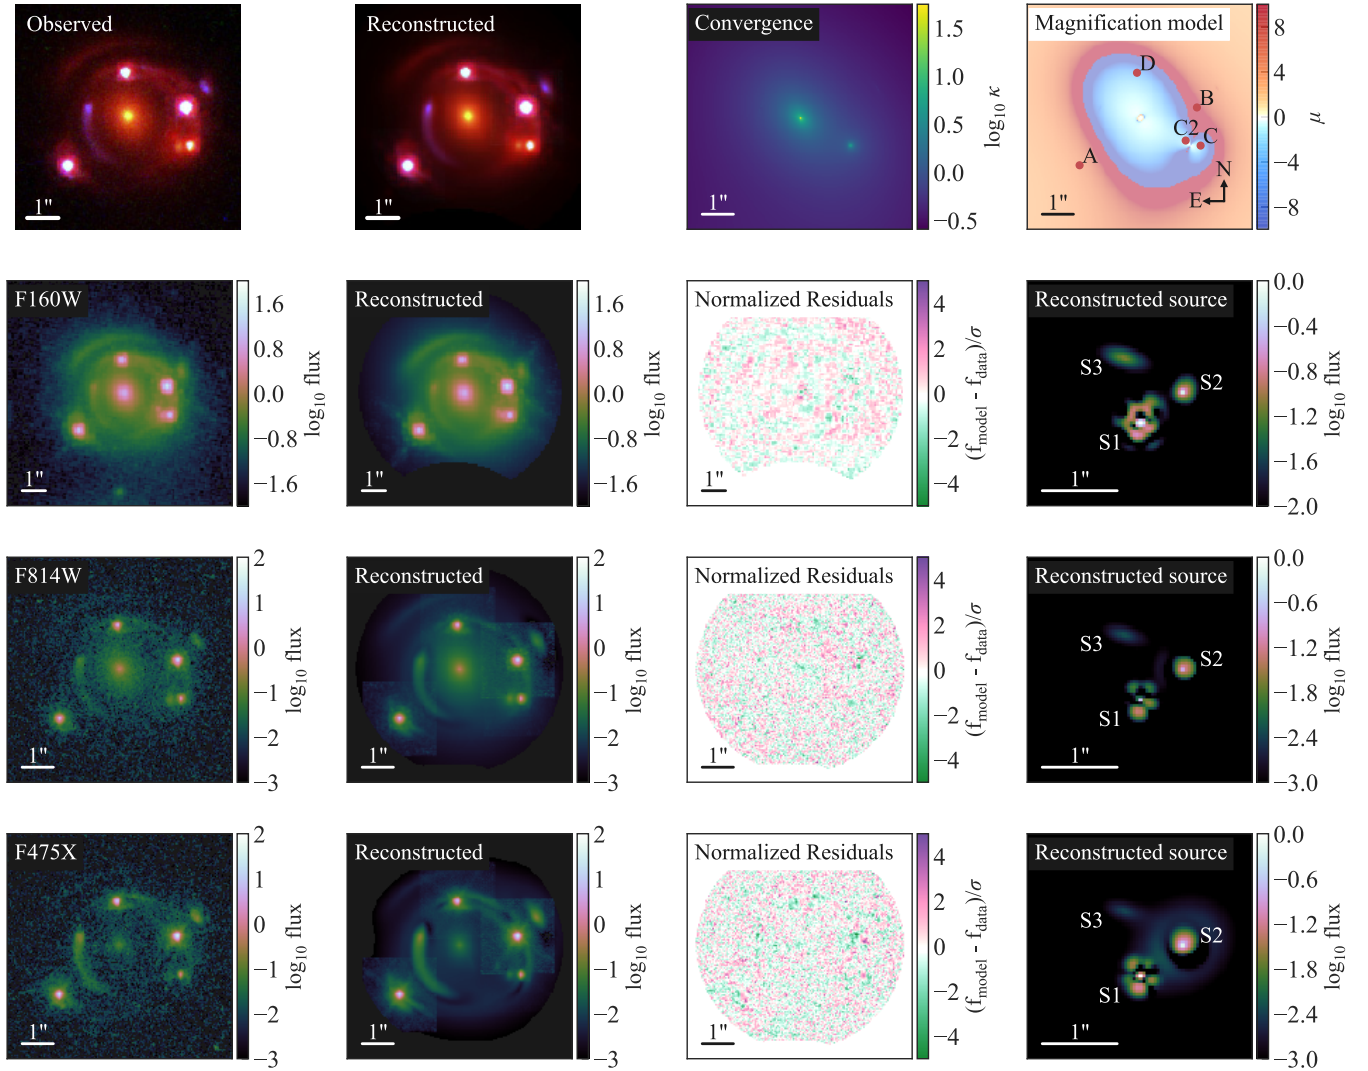 Observed
1"
Reconstructed
1"
Convergence
1"
1.5
1.0
0.5
0.0
−0.5
log10 κ
Magnification model
D
B
C2
C
A
N
E
1"
8
4
0
−4
−8
μ
F160W
1"
1.6
0.8
0.0
−0.8
−1.6
log10 flux
Reconstructed
1"
1.6
0.8
0.0
−0.8
−1.6
log10 flux
Normalized Residuals
1"
4
2
0
−2
−4
(fmodel - fdata)/σ
Reconstructed source
S3
S2
S1
1"
0.0
−0.4
−0.8
−1.2
−1.6
−2.0
log10 flux
F814W
1"
2
1
0
−1
−2
−3
log10 flux
Reconstructed
1"
2
1
0
−1
−2
−3
log10 flux
Normalized Residuals
1"
4
2
0
−2
−4
(fmodel - fdata)/σ
Reconstructed source
S3
S2
S1
1"
0.0
−0.6
−1.2
−1.8
−2.4
−3.0
log10 flux
F475X
1"
2
1
0
−1
−2
−3
log10 flux
Reconstructed
1"
2
1
0
−1
−2
−3
log10 flux
Normalized Residuals
1"
4
2
0
−2
−4
(fmodel - fdata)/σ
Reconstructed source
S3
S2
S1
1"
0.0
−0.6
−1.2
−1.8
−2.4
−3.0
log10 flux